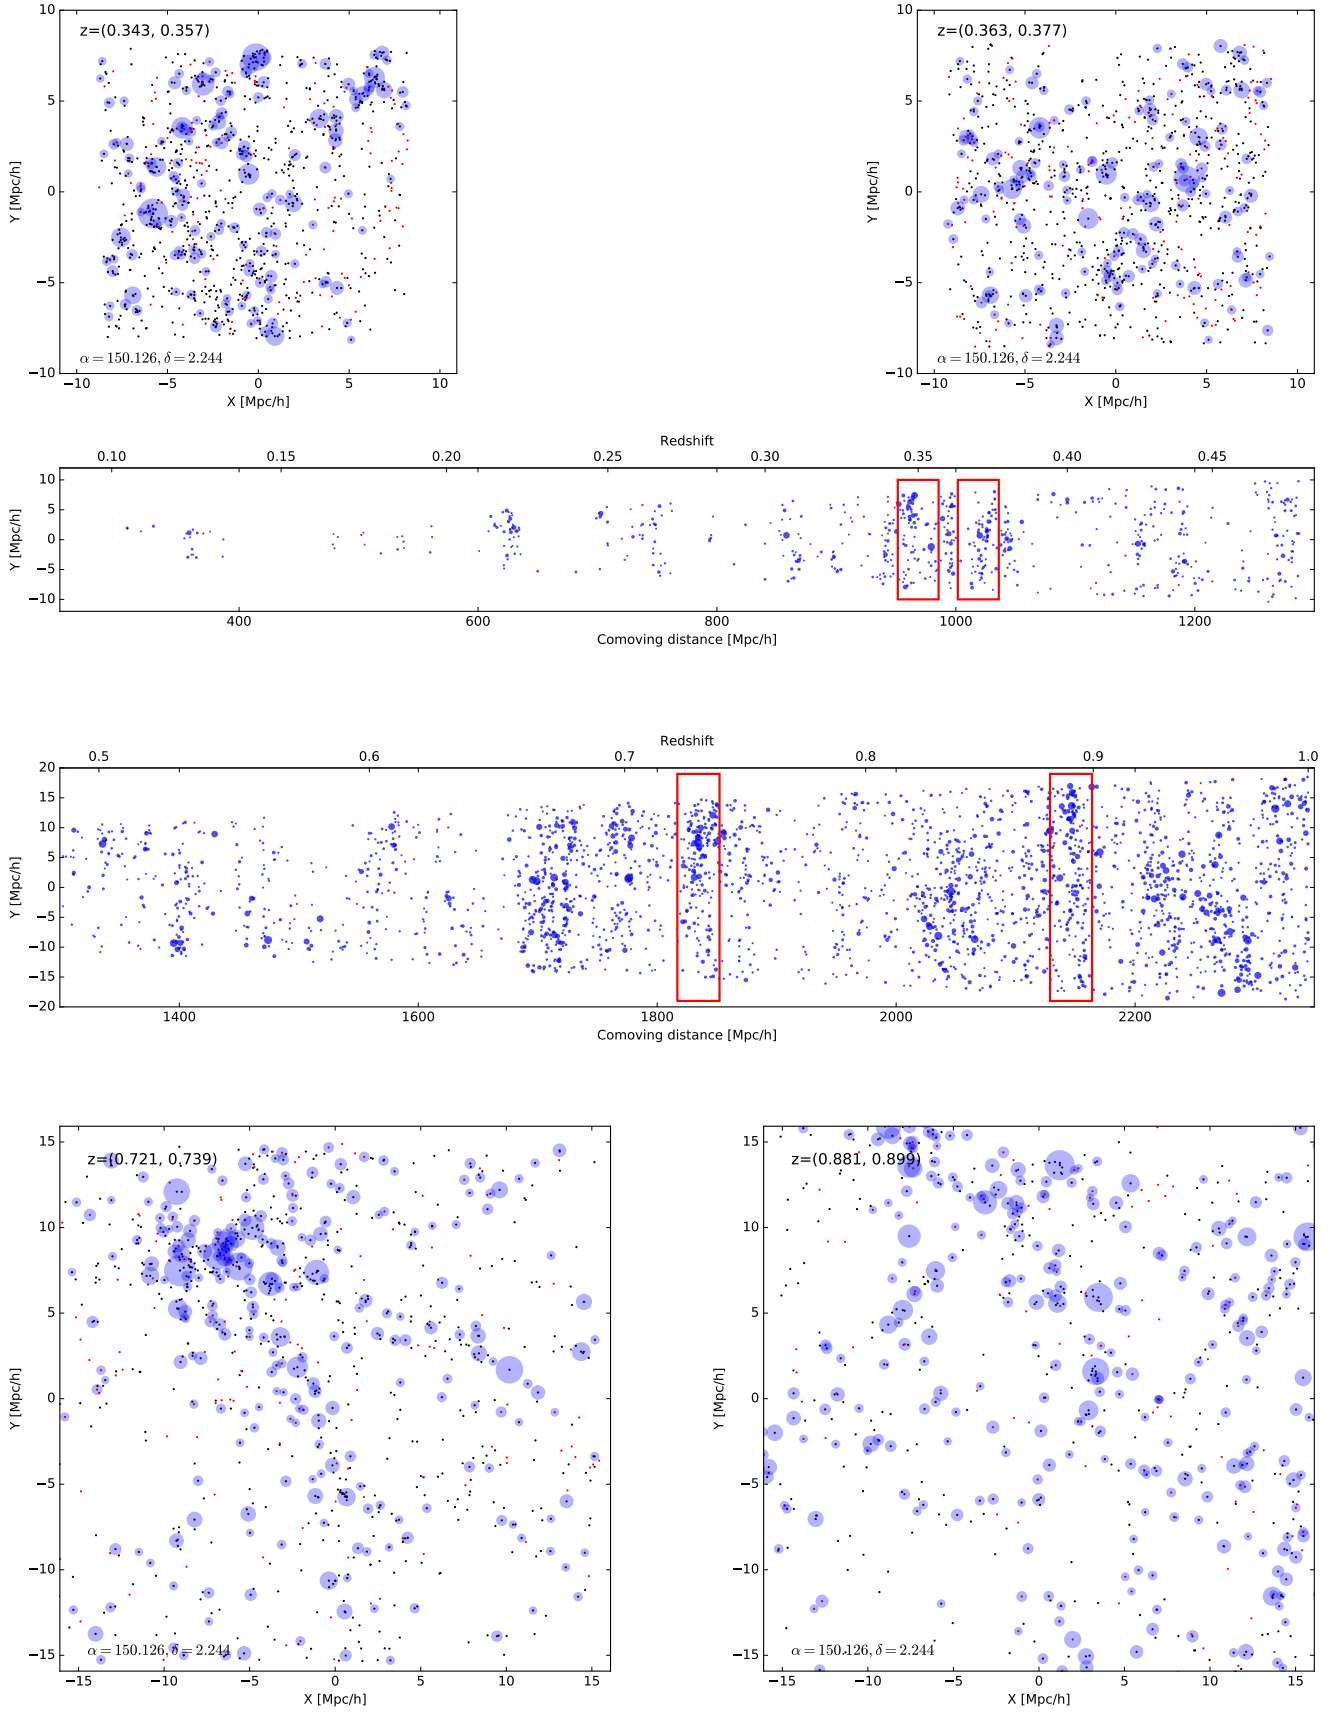 z=(0.343, 0.357)
10
5
0
−5
−10
Y [Mpc/h]
α = 150.126, δ = 2.244
−10 −5 0 5 10
X [Mpc/h]
z=(0.363, 0.377)
10
5
0
−5
−10
Y [Mpc/h]
α = 150.126, δ = 2.244
−10 −5 0 5 10
X [Mpc/h]
Redshift
0.10 0.15 0.20 0.25 0.30 0.35 0.40 0.45
10
5
0
−5
−10
Y [Mpc/h]
400 600 800 1000 1200
Comoving distance [Mpc/h]
Redshift
0.5 0.6 0.7 0.8 0.9 1.0
20
15
10
5
0
−5
−10
−15
−20
Y [Mpc/h]
1400 1600 1800 2000 2200
Comoving distance [Mpc/h]
z=(0.721, 0.739)
15
10
5
0
−5
−10
−15
Y [Mpc/h]
α = 150.126, δ = 2.244
−15 −10 −5 0 5 10 15
X [Mpc/h]
z=(0.881, 0.899)
15
10
5
0
−5
−10
−15
Y [Mpc/h]
α = 150.126, δ = 2.244
−15 −10 −5 0 5 10 15
X [Mpc/h]